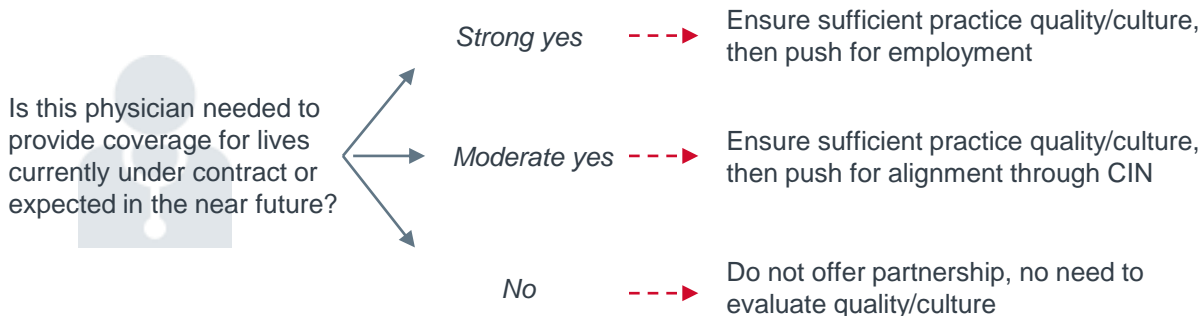 Is this physician needed to
provide coverage for lives
currently under contract or
expected in the near future?
Strong yes
Ensure sufficient practice quality/culture,
then push for employment
Moderate yes
Ensure sufficient practice quality/culture,
then push for alignment through CIN
No
Do not offer partnership, no need to
evaluate quality/culture